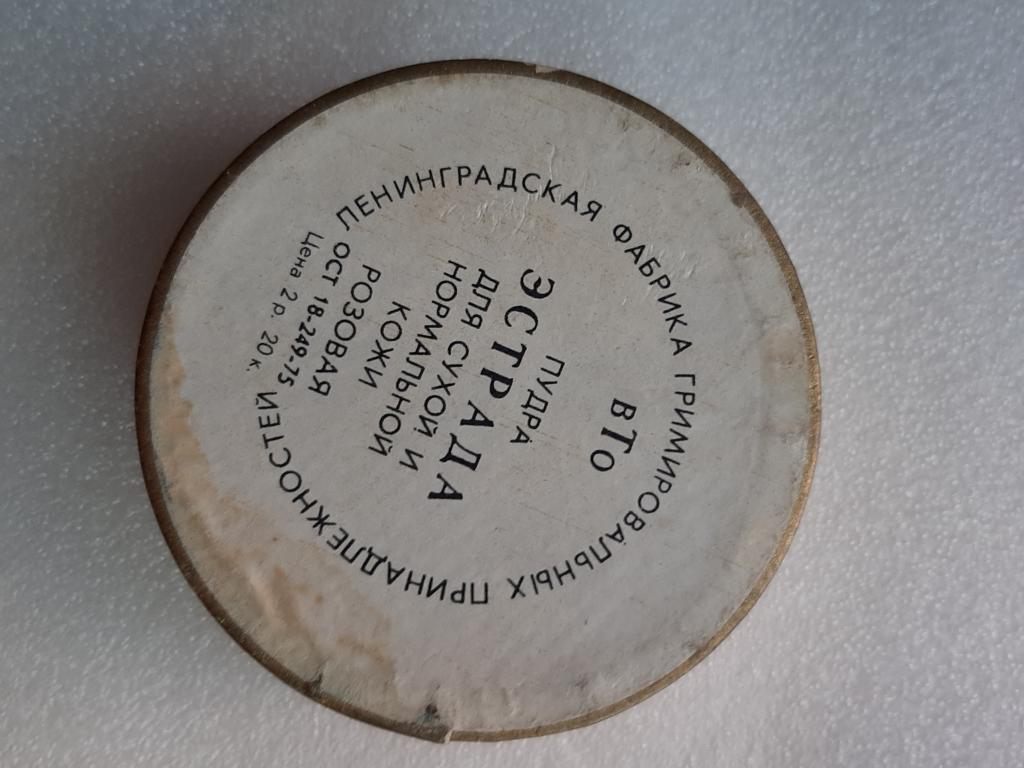 ЛЕНИНГРАДСКАЯ ФАБРИКА ГРИМИРОВАЛЬНЫХ ПРИНАДЛЕЖНОСТЕЙ
ВТО
ПУДРА
ЭСТРАДА
ДЛЯ СУХОЙ И
НОРМАЛЬНОЙ
КОЖИ
РОЗОВАЯ
ОСТ 18-249-75
Цена 2 р. 20 к.